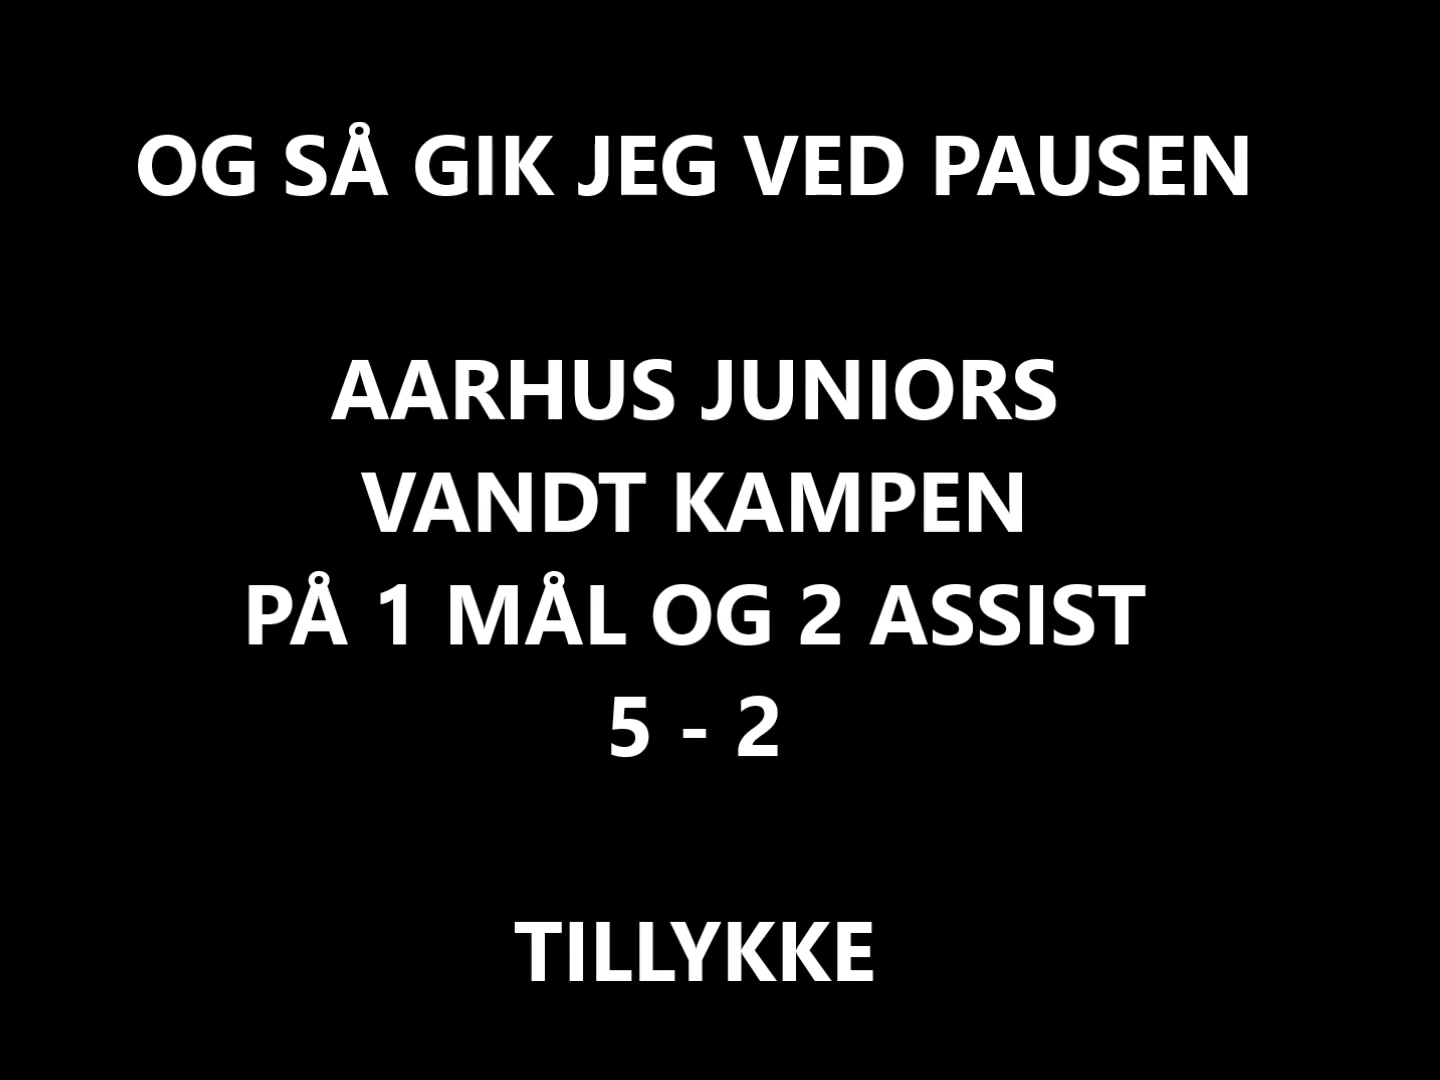 OG SÅ GIK JEG VED PAUSEN
AARHUS JUNIORS
VANDT KAMPEN
PÅ 1 MÅL OG 2 ASSIST
5 - 2
TILLYKKE